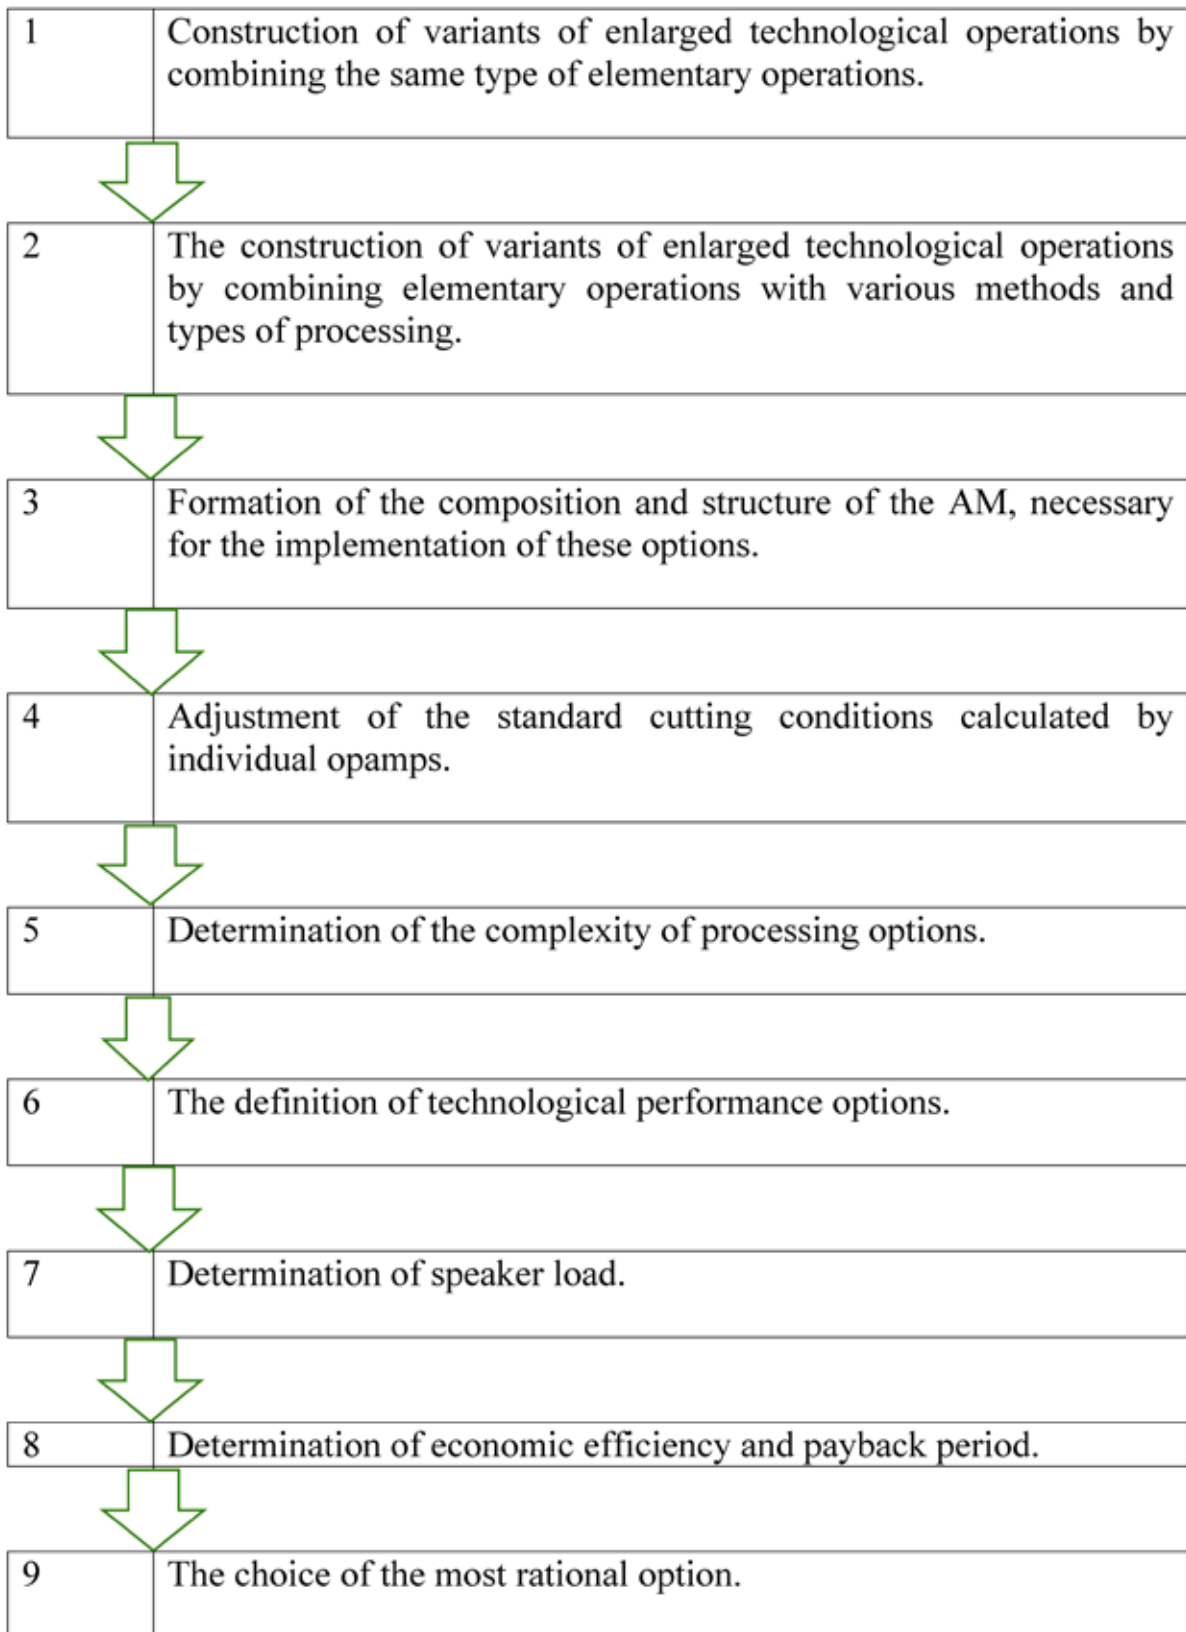 1 Construction of variants of enlarged technological operations by
combining the same type of elementary operations.
2 The construction of variants of enlarged technological operations
by combining elementary operations with various methods and
types of processing.
3 Formation of the composition and structure of the AM, necessary
for the implementation of these options.
4 Adjustment of the standard cutting conditions calculated by
individual opamps.
5 Determination of the complexity of processing options.
6 The definition of technological performance options.
7 Determination of speaker load.
8 Determination of economic efficiency and payback period.
9 The choice of the most rational option.